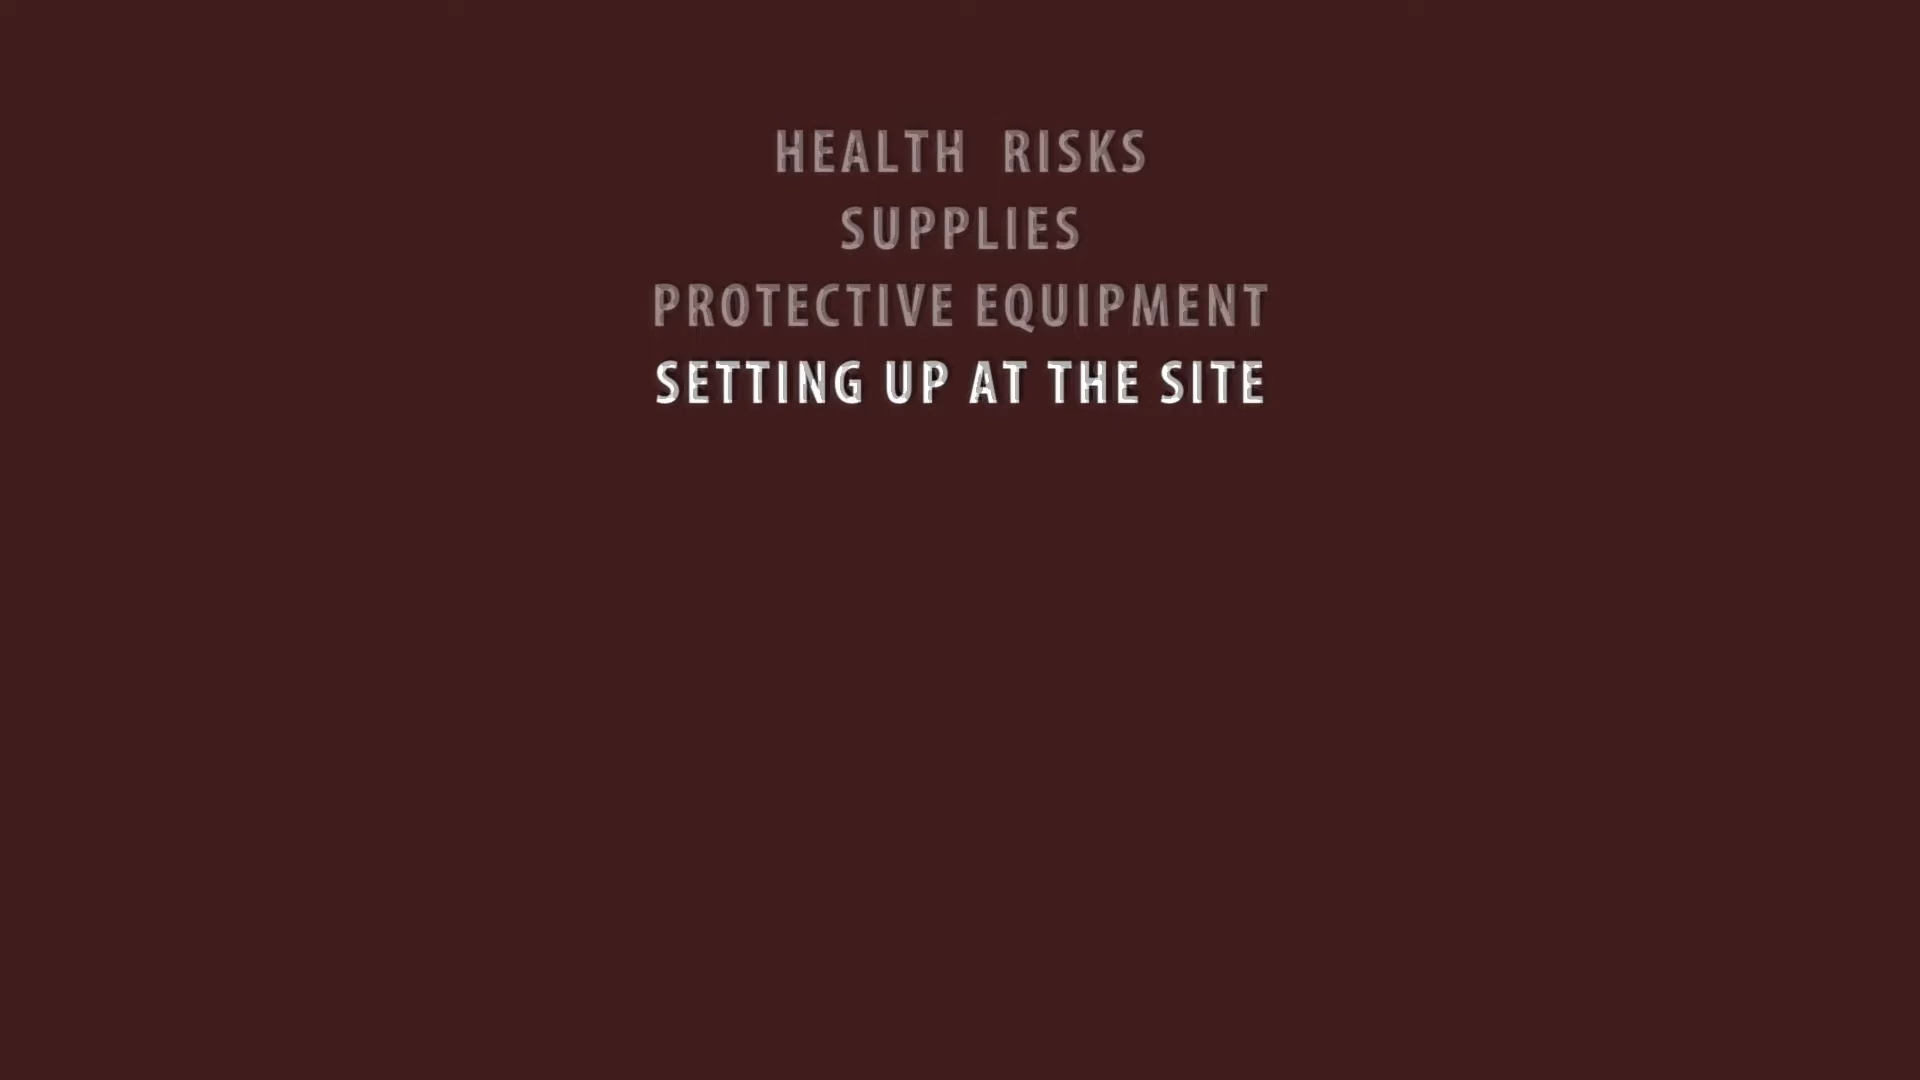 HEALTH RISKS
SUPPLIES
PROTECTIVE EQUIPMENT
SETTING UP AT THE SITE